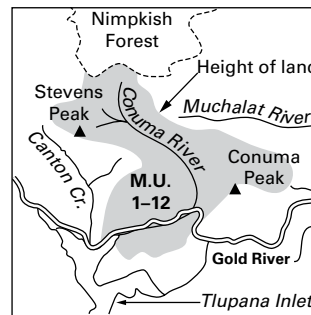 Nimpkish
Forest
Height of land
Stevens
Peak
Conuma River
Muchalat River
Canton Cr.
Conuma
Peak
M.U.
1–12
Gold River
Tlupana Inlet